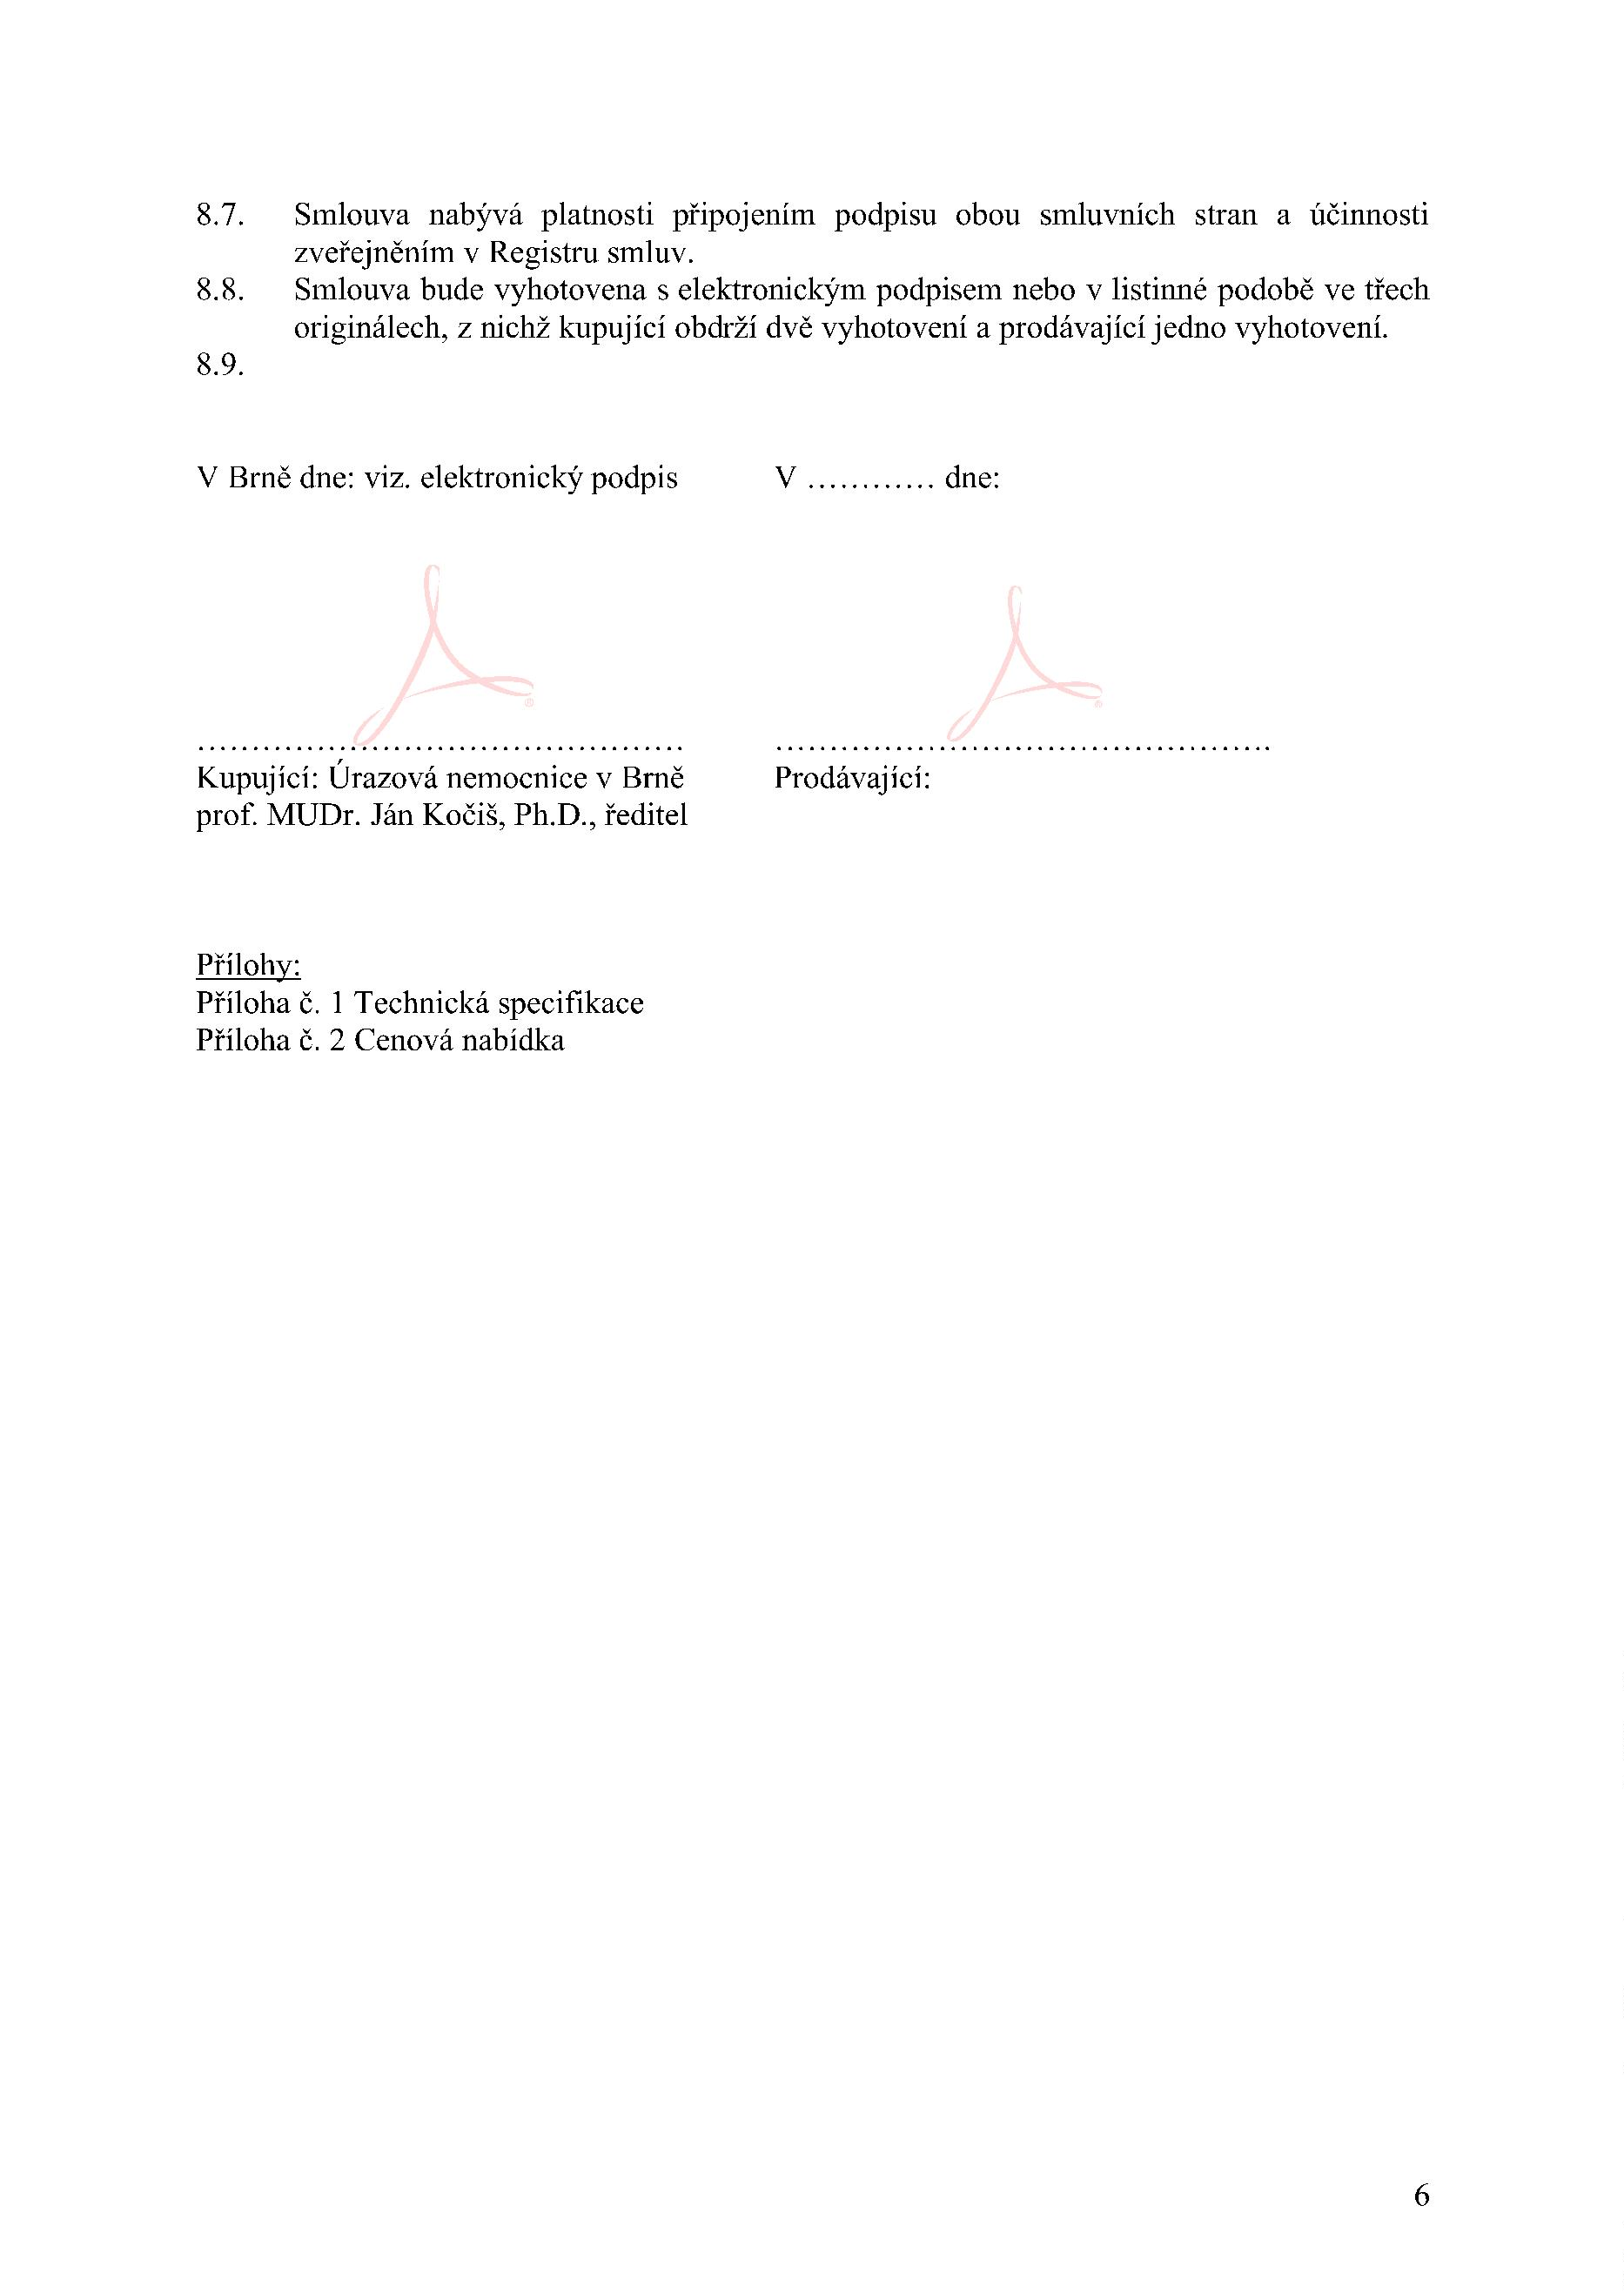 8.7. Smlouva nabývá platnosti připojením podpisu obou smluvních stran a účinnosti
zveřejněním v Registru smluv.
8.8. Smlouva bude vyhotovena s elektronickým podpisem nebo v listinné podobě ve třech
originálech, z nichž kupující obdrží dvě vyhotovení a prodávající jedno vyhotovení.
8.9.
V Brně dne: viz. elektronický podpis V ………… dne:
…………………………………… ……………………………………
Kupující: Úrazová nemocnice v Brně Prodávající:
prof. MUDr. Ján Kočiš, Ph.D., ředitel
Přílohy:
Příloha č. 1 Technická specifikace
Příloha č. 2 Cenová nabídka
6